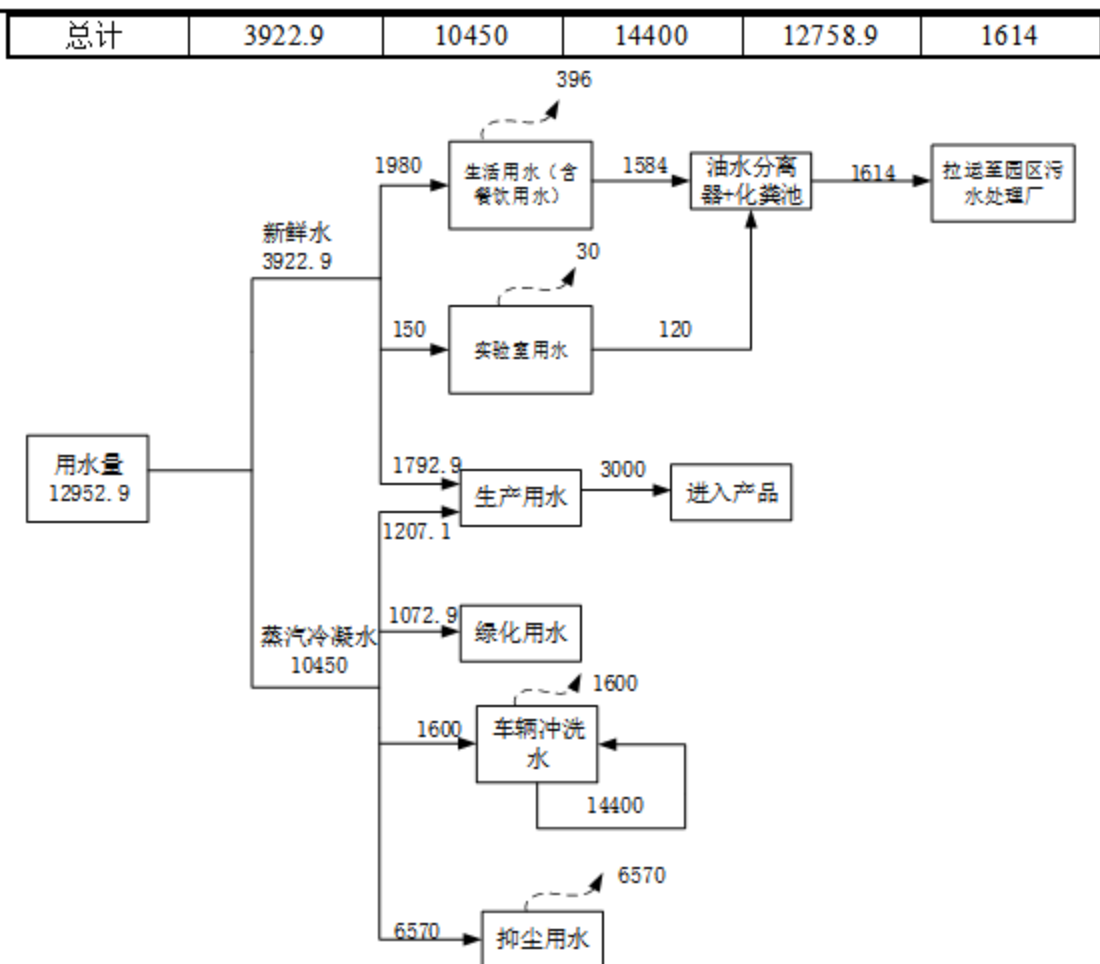 总计 3922.9 10450 14400 12758.9 1614
396
1980
生活用水（含
餐饮用水）
1584
油水分离
器+化粪池
1614
拉运至园区污
水处理厂
新鲜水
3922.9
30
150
实验室用水
120
用水量
12952.9
1792.9
生产用水
3000
进入产品
1207.1
1072.9
绿化用水
蒸汽冷凝水
10450
1600
1600
车辆冲洗
水
14400
6570
6570
抑尘用水